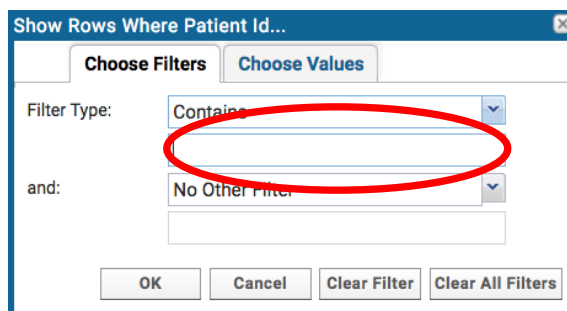 Show Rows Where Patient Id...
Choose Filters Choose Values
Filter Type: Contains
and: No Other Filter
OK Cancel Clear Filter Clear All Filters